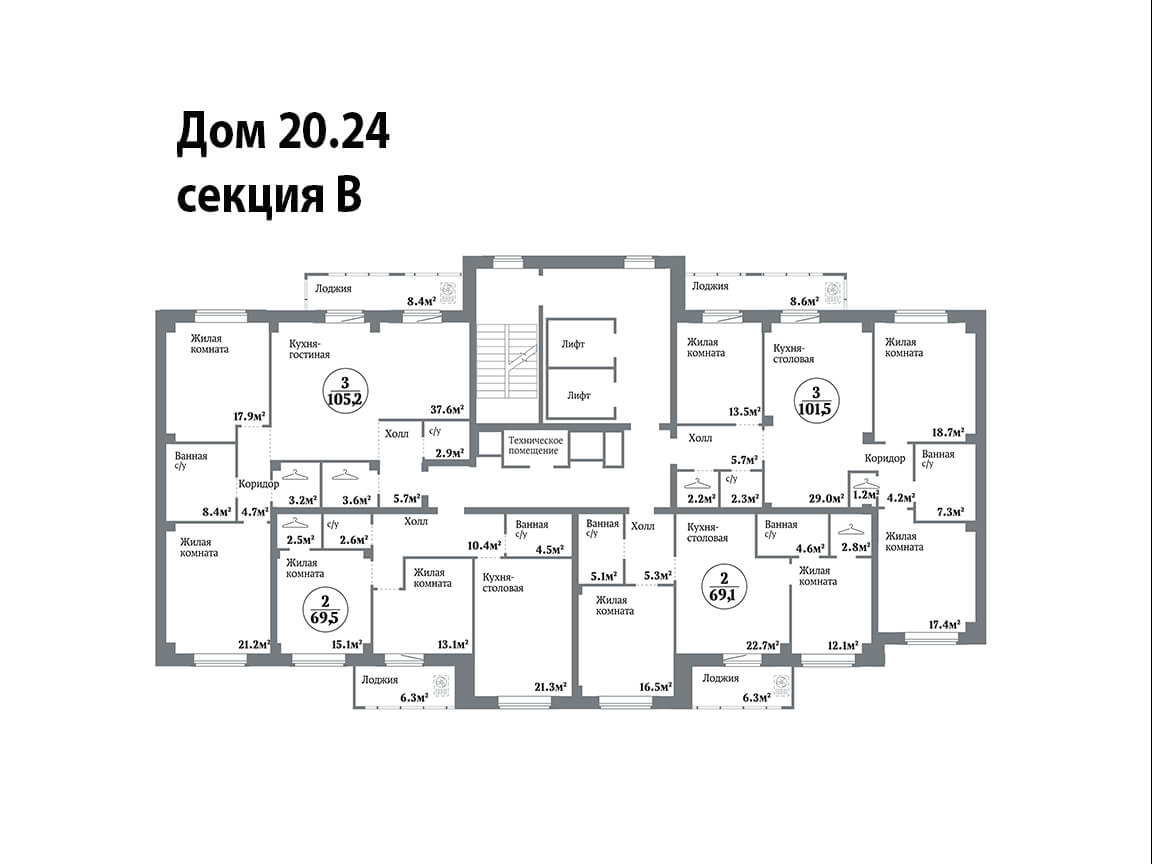 Дом 20.24
секция В
Лоджия
8.4м²
Лоджия
8.6м²
Жилая
комната
17.9м²
Кухня-
гостиная
3
105,2
37.6м²
Лифт
Лифт
Жилая
комната
13.5м²
Кухня-
столовая
3
101,5
29.0м²
Жилая
комната
18.7м²
Холл
5.7м²
с/у
2.9м²
Техническое
помещение
Холл
5.7м²
Коридор
4.2м²
Ванная
с/у
7.3м²
Ванная
с/у
8.4м²
Коридор
4.7м²
3.2м²
3.6м²
2.2м²
с/у
2.3м²
1.2м²
Жилая
комната
21.2м²
2.5м²
с/у
2.6м²
Холл
10.4м²
Ванная
с/у
4.5м²
Ванная
с/у
5.1м²
Холл
5.3м²
Кухня-
столовая
2
69,1
22.7м²
Ванная
с/у
4.6м²
2.8м²
Жилая
комната
17.4м²
Жилая
комната
2
69,5
15.1м²
Жилая
комната
13.1м²
Кухня-
столовая
21.3м²
Жилая
комната
16.5м²
Жилая
комната
12.1м²
Лоджия
6.3м²
Лоджия
6.3м²